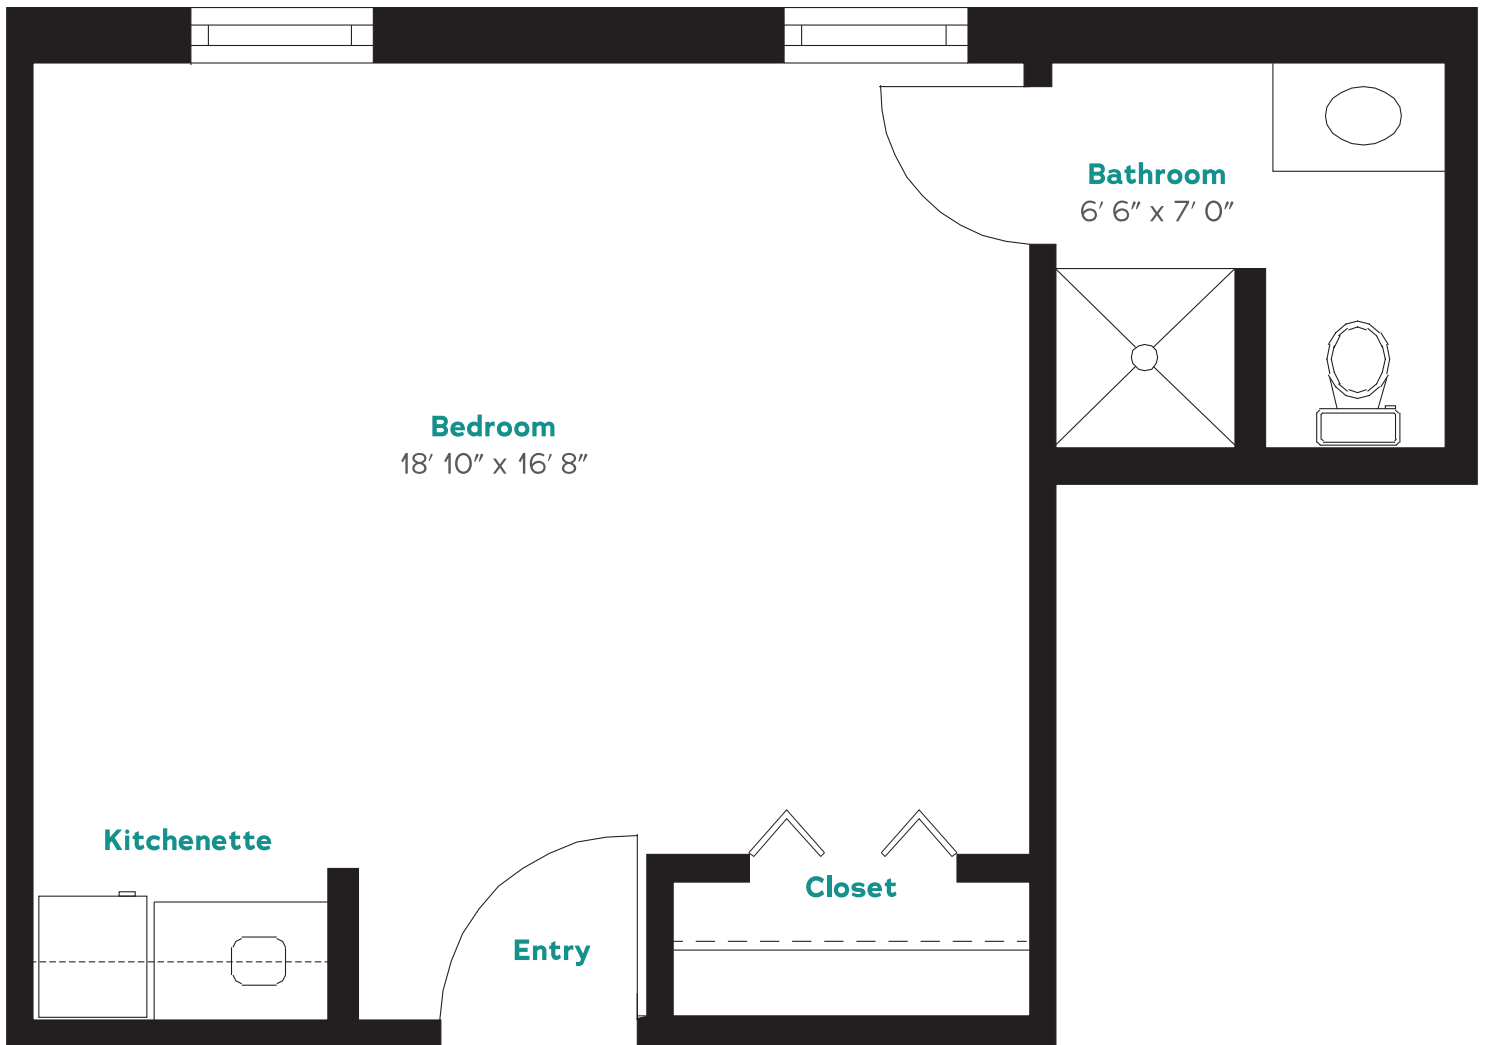 Bathroom
6′ 6″ x 7′ 0″
Bedroom
18′ 10″ x 16′ 8″
Kitchenette
Closet
Entry